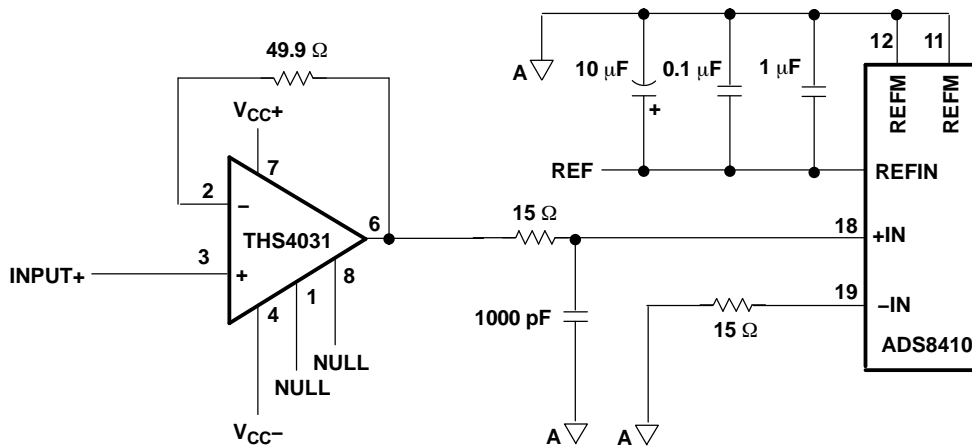 12
11
49.9 Ω
A
10 μF
0.1 μF
1 μF
REFM
REFM
VCC+
7
REF
REFIN
2
−
6
15 Ω
18
+IN
THS4031
3
8
INPUT+
+
1
4
19
−IN
1000 pF
15 Ω
ADS8410
NULL
NULL
VCC−
A
A
+